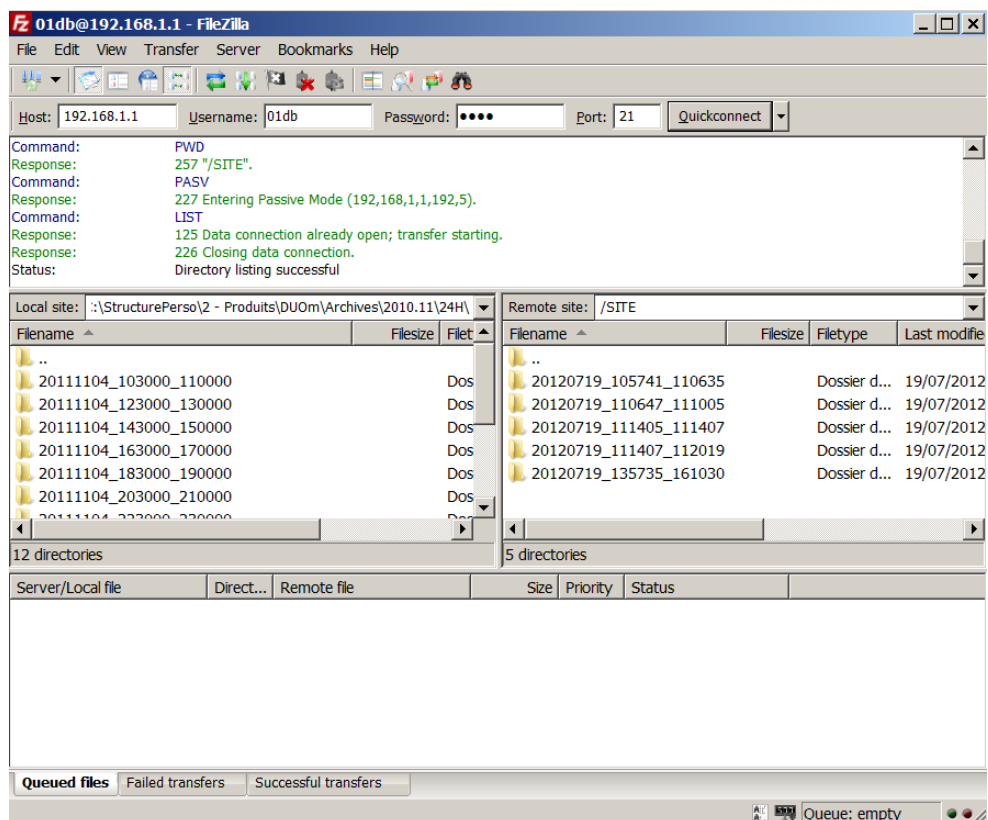 01db@192.168.1.1 - FileZilla
File Edit View Transfer Server Bookmarks Help
Host: 192.168.1.1 Username: 01db Password: ●●●● Port: 21 Quickconnect
Command: PWD
Response: 257 "/SITE".
Command: PASV
Response: 227 Entering Passive Mode (192,168,1,1,192,5).
Command: LIST
Response: 125 Data connection already open; transfer starting.
Response: 226 Closing data connection.
Status: Directory listing successful
Local site: :\StructurePerso\2 - Produits\DUOm\Archives\2010.11\24H\
Filename Filesize Filet
..
20111104_103000_110000 Dos
20111104_123000_130000 Dos
20111104_143000_150000 Dos
20111104_163000_170000 Dos
20111104_183000_190000 Dos
20111104_203000_210000 Dos
12 directories
Remote site: /SITE
Filename Filesize Filetype Last modifie
..
20120719_105741_110635 Dossier d... 19/07/2012
20120719_110647_111005 Dossier d... 19/07/2012
20120719_111405_111407 Dossier d... 19/07/2012
20120719_111407_112019 Dossier d... 19/07/2012
20120719_135735_161030 Dossier d... 19/07/2012
5 directories
Server/Local file Direct... Remote file Size Priority Status
Queued files Failed transfers Successful transfers
Queue: empty